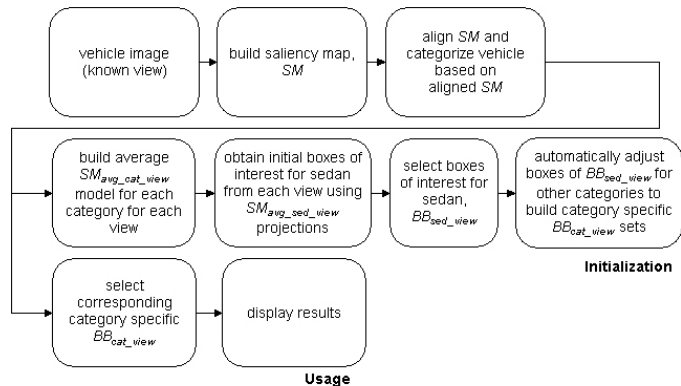 vehicle image
(known view)
build saliency map,
SM
align SM and
categorize vehicle
based on
aligned SM
build average
SMavg_cat_view
model for each
category for each
view
obtain initial boxes of
interest for sedan
from each view using
SMavg_sed_view
projections
select boxes of
interest for
sedan,
BBsed_view
automatically adjust
boxes of BBsed_view for
other categories to
build category specific
BBcat_view sets
Initialization
select
corresponding
category specific
BBcat_view
display results
Usage